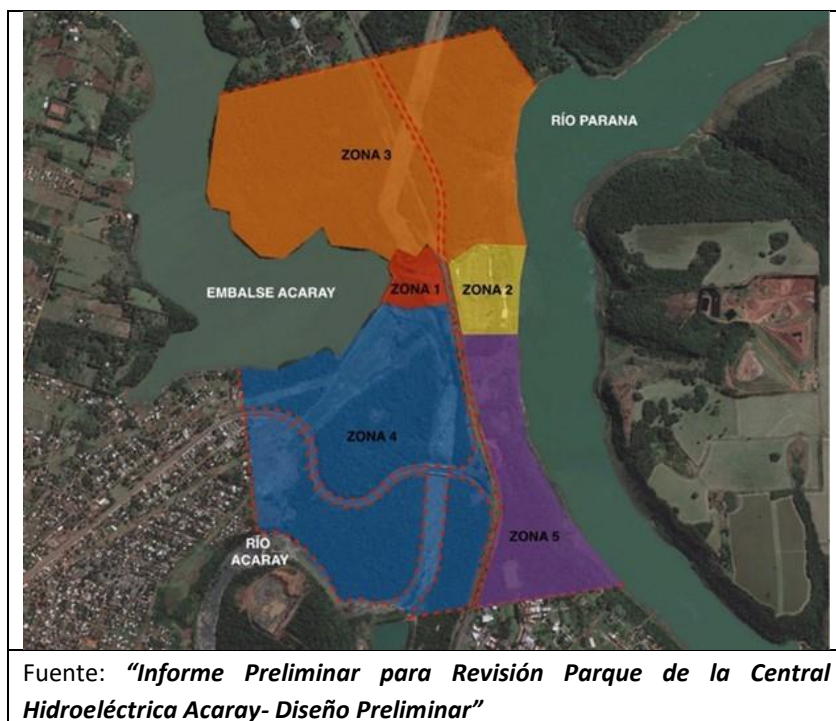 RÍO PARANA
ZONA 3
EMBALSE ACARAY
ZONA 1
ZONA 2
ZONA 4
RÍO
ACARAY
ZONA 5
Fuente: “Informe Preliminar para Revisión Parque de la Central
Hidroeléctrica Acaray- Diseño Preliminar”